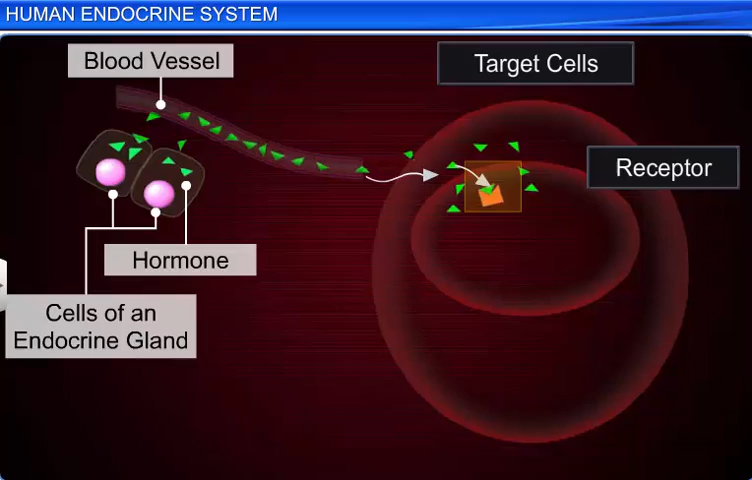 HUMAN ENDOCRINE SYSTEM
Blood Vessel
Target Cells
Receptor
Hormone
Cells of an
Endocrine Gland